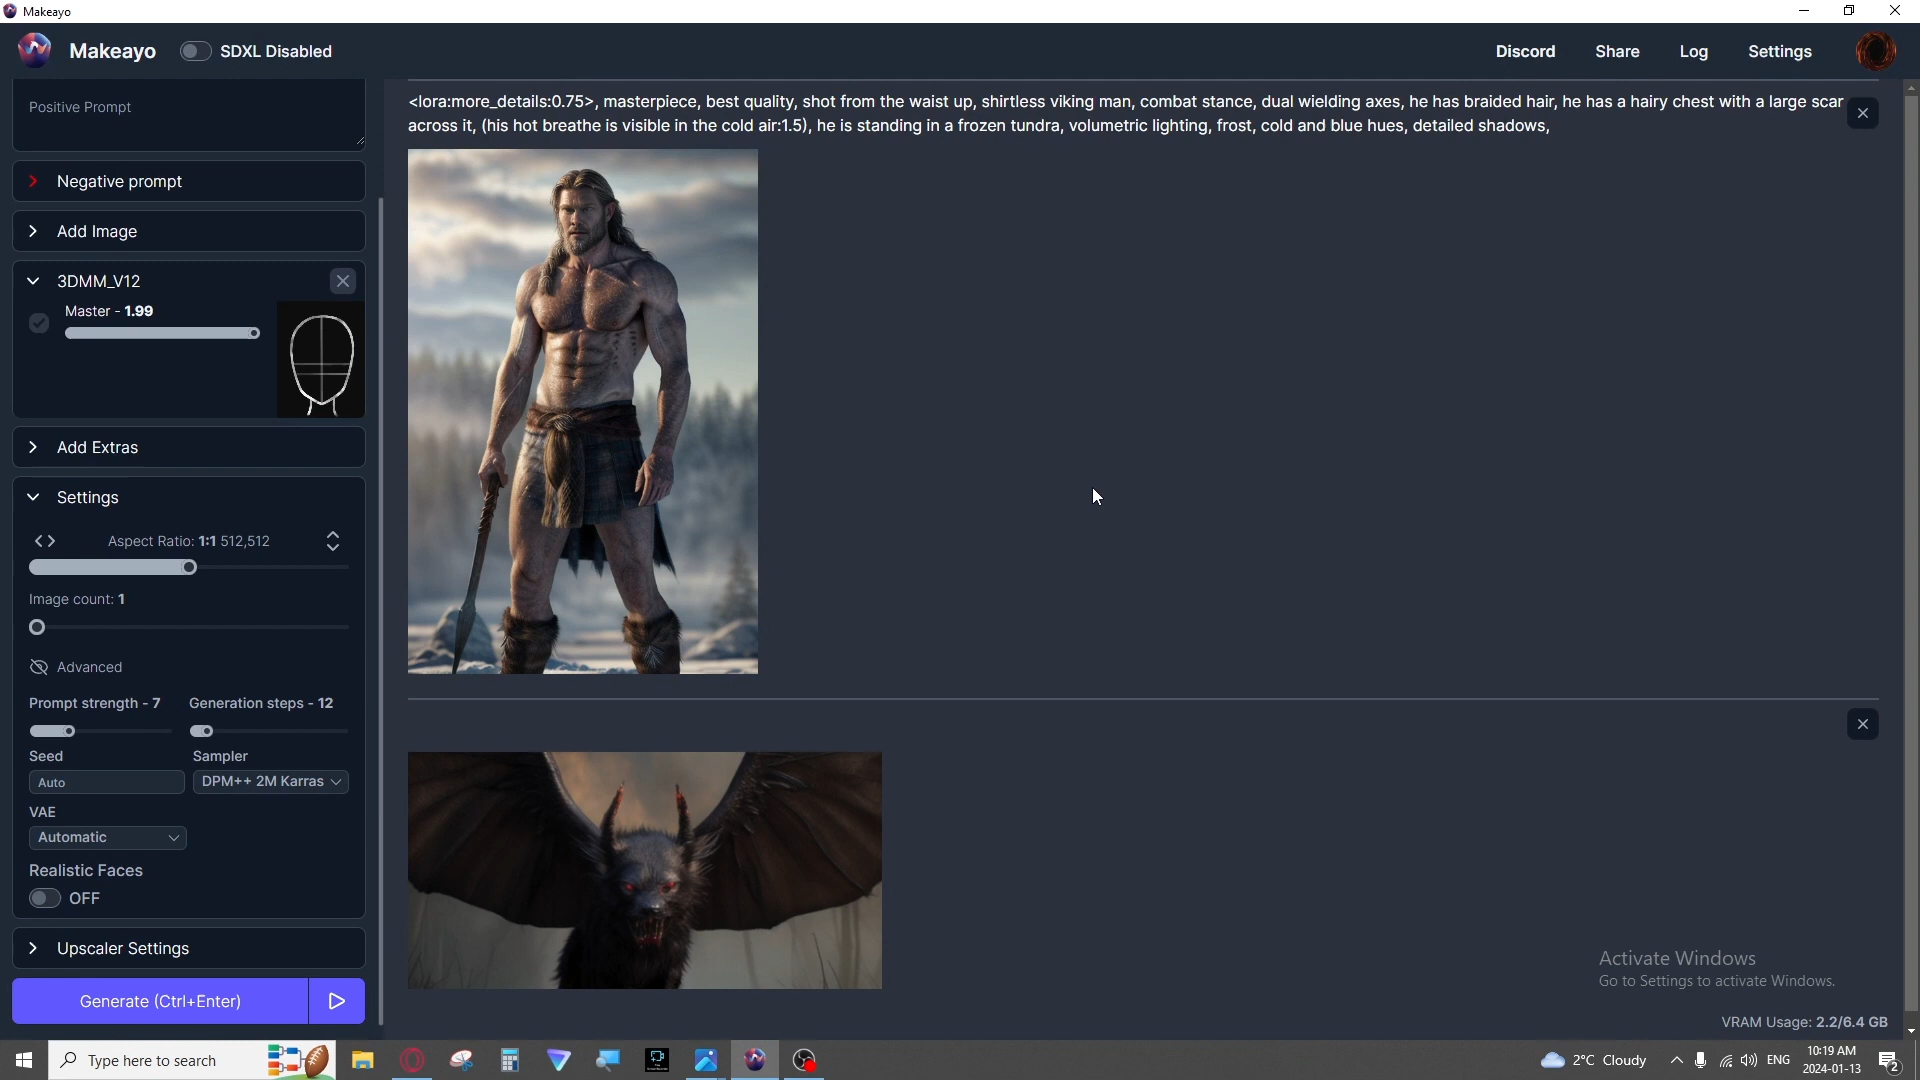 Makeayo
Makeayo
SDXL Disabled
Discord
Share
Log
Settings
Positive Prompt
Negative prompt
Add Image
3DMM_V12
Master - 1.99
Add Extras
Settings
Aspect Ratio: 1:1 512,512
Image count: 1
Advanced
Prompt strength - 7
Generation steps - 12
Seed
Sampler
Auto
DPM++ 2M Karras
VAE
Automatic
Realistic Faces
OFF
Upscaler Settings
Generate (Ctrl+Enter)
<lora:more_details:0.75>, masterpiece, best quality, shot from the waist up, shirtless viking man, combat stance, dual wielding axes, he has braided hair, he has a hairy chest with a large scar
across it, (his hot breathe is visible in the cold air:1.5), he is standing in a frozen tundra, volumetric lighting, frost, cold and blue hues, detailed shadows,
Activate Windows
Go to Settings to activate Windows.
VRAM Usage: 2.2/6.4 GB
Type here to search
2°C Cloudy
ENG
10:19 AM
2024-01-13
2